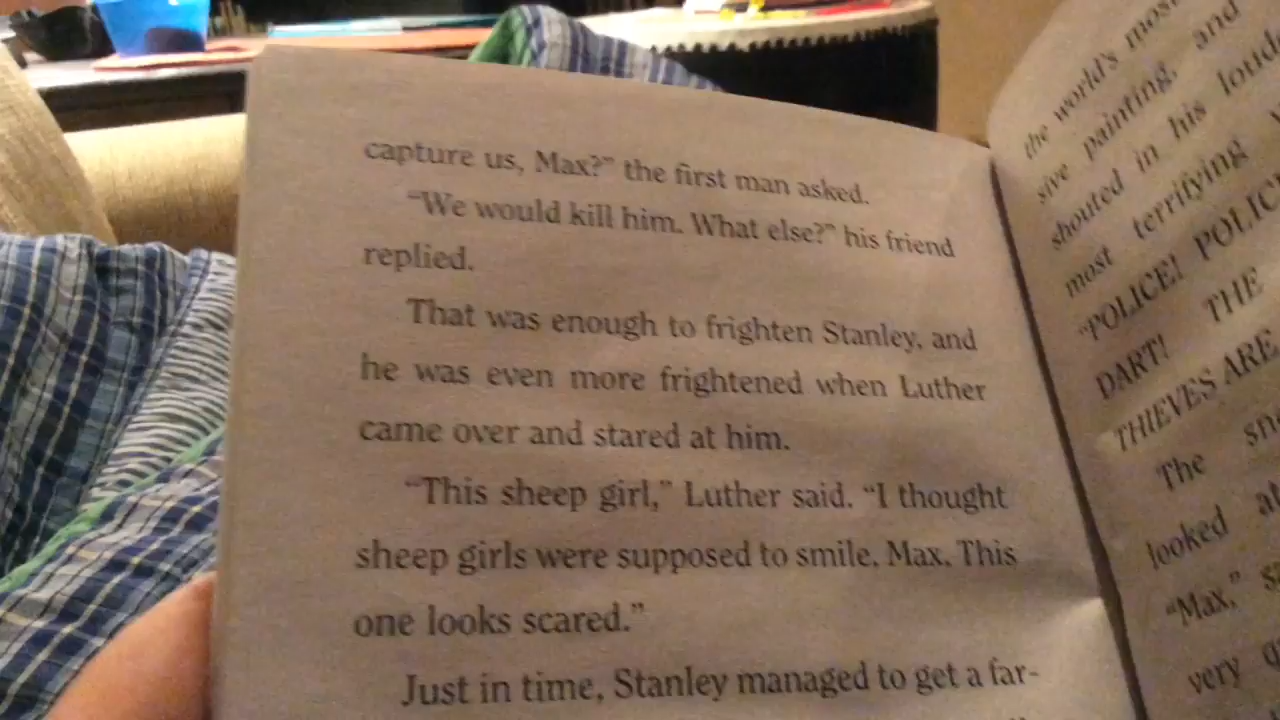 capture us, Max?" the first man asked.
"We would kill him. What else?" his friend
replied.
That was enough to frighten Stanley, and
he was even more frightened when Luther
came over and stared at him.
"This sheep girl," Luther said. "I thought
sheep girls were supposed to smile, Max. This
one looks scared."
Just in time, Stanley managed to get a far-
the world's most
sive painting, and
shouted in his loud
most terrifying
"POLICE! POLIC
DART! THE
THIEVES ARE
The
looked
"Max,"
very